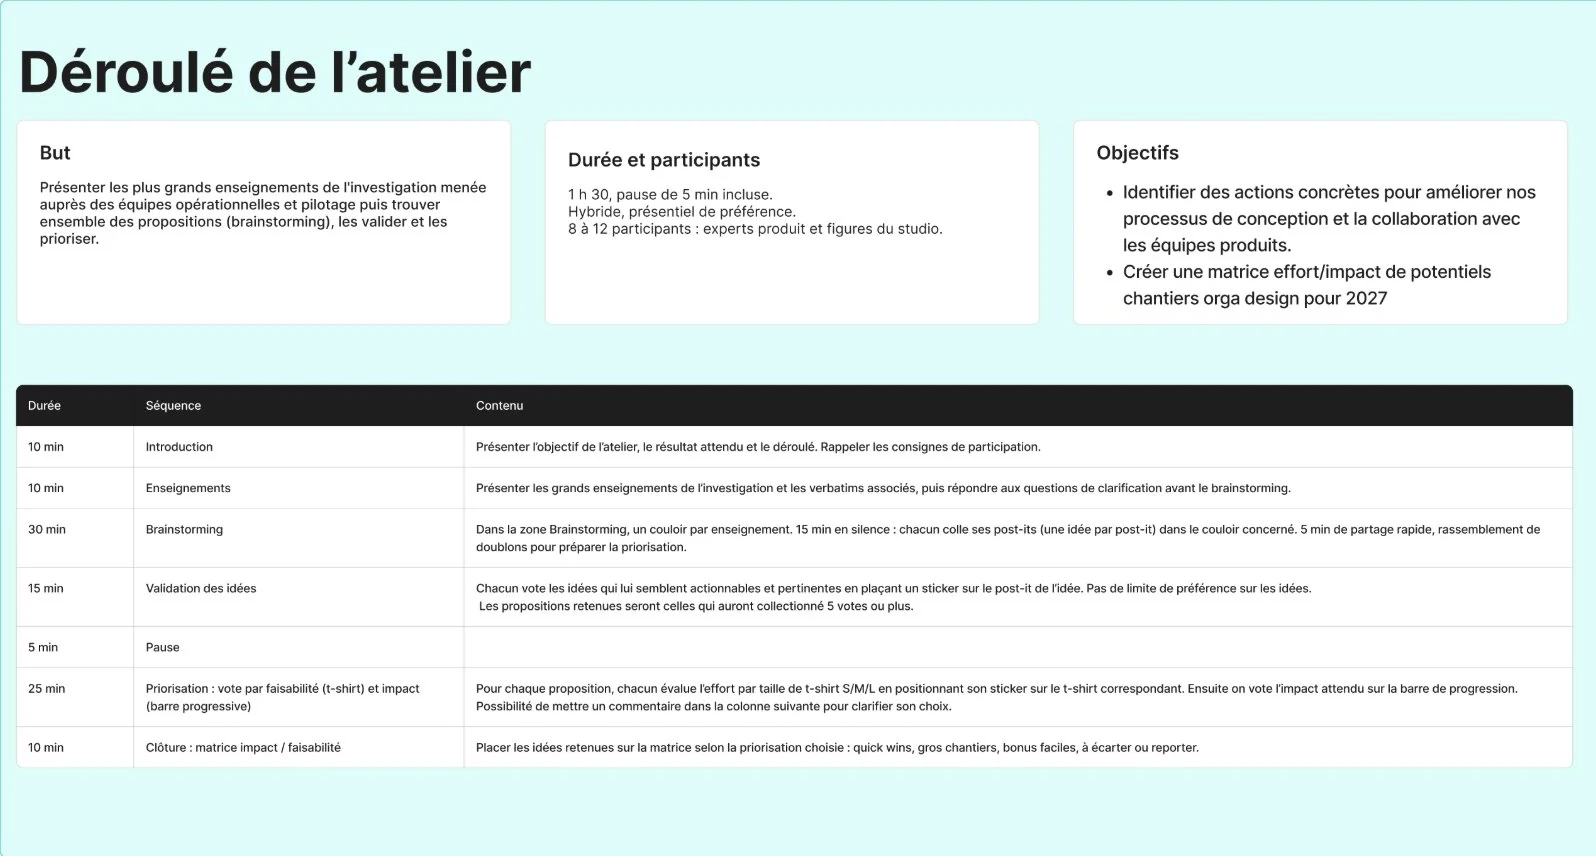 Déroulé de l’atelier
But
Présenter les plus grands enseignements de l'investigation menée
auprès des équipes opérationnelles et pilotage puis trouver
ensemble des propositions (brainstorming), les valider et les
prioriser.
Durée et participants
1 h 30, pause de 5 min incluse.
Hybride, présentiel de préférence.
8 à 12 participants : experts produit et figures du studio.
Objectifs
• Identifier des actions concrètes pour améliorer nos
processus de conception et la collaboration avec
les équipes produits.
• Créer une matrice effort/impact de potentiels
chantiers orga design pour 2027
Durée Séquence Contenu
10 min Introduction Présenter l’objectif de l’atelier, le résultat attendu et le déroulé. Rappeler les consignes de participation.
10 min Enseignements Présenter les grands enseignements de l’investigation et les verbatims associés, puis répondre aux questions de clarification avant le brainstorming.
30 min Brainstorming Dans la zone Brainstorming, un couloir par enseignement. 15 min en silence : chacun colle ses post-its (une idée par post-it) dans le couloir concerné. 5 min de partage rapide, rassemblement de
doublons pour préparer la priorisation.
15 min Validation des idées Chacun vote les idées qui lui semblent actionnables et pertinentes en plaçant un sticker sur le post-it de l’idée. Pas de limite de préférence sur les idées.
Les propositions retenues seront celles qui auront collectionné 5 votes ou plus.
5 min Pause
25 min Priorisation : vote par faisabilité (t-shirt) et impact
(barre progressive)
Pour chaque proposition, chacun évalue l’effort par taille de t-shirt S/M/L en positionnant son sticker sur le t-shirt correspondant. Ensuite on vote l’impact attendu sur la barre de progression.
Possibilité de mettre un commentaire dans la colonne suivante pour clarifier son choix.
10 min Clôture : matrice impact / faisabilité Placer les idées retenues sur la matrice selon la priorisation choisie : quick wins, gros chantiers, bonus faciles, à écarter ou reporter.